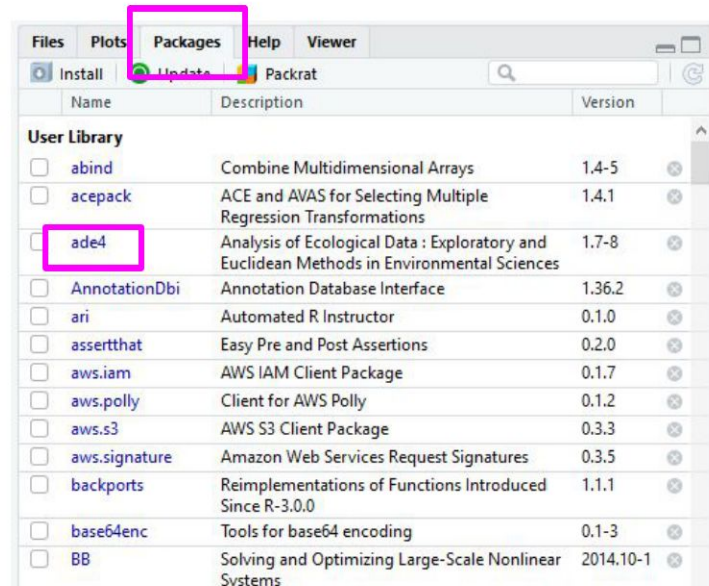 Files Plots Packages Help Viewer
Install Update Packrat
Name Description Version
User Library
abind Combine Multidimensional Arrays 1.4-5
acepack ACE and AVAS for Selecting Multiple 1.4.1
Regression Transformations
ade4 Analysis of Ecological Data : Exploratory and 1.7-8
Euclidean Methods in Environmental Sciences
AnnotationDbi Annotation Database Interface 1.36.2
ari Automated R Instructor 0.1.0
assertthat Easy Pre and Post Assertions 0.2.0
aws.iam AWS IAM Client Package 0.1.7
aws.polly Client for AWS Polly 0.1.2
aws.s3 AWS S3 Client Package 0.3.3
aws.signature Amazon Web Services Request Signatures 0.3.5
backports Reimplementations of Functions Introduced 1.1.1
Since R-3.0.0
base64enc Tools for base64 encoding 0.1-3
BB Solving and Optimizing Large-Scale Nonlinear 2014.10-1
Systems